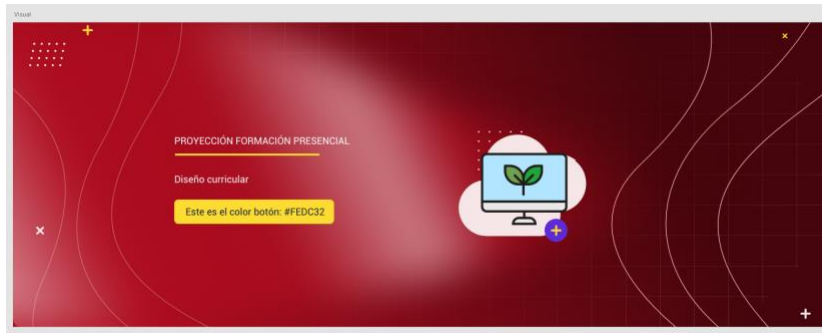 Visual
PROYECCIÓN FORMACIÓN PRESENCIAL
Diseño curricular
Este es el color botón: #FEDC32